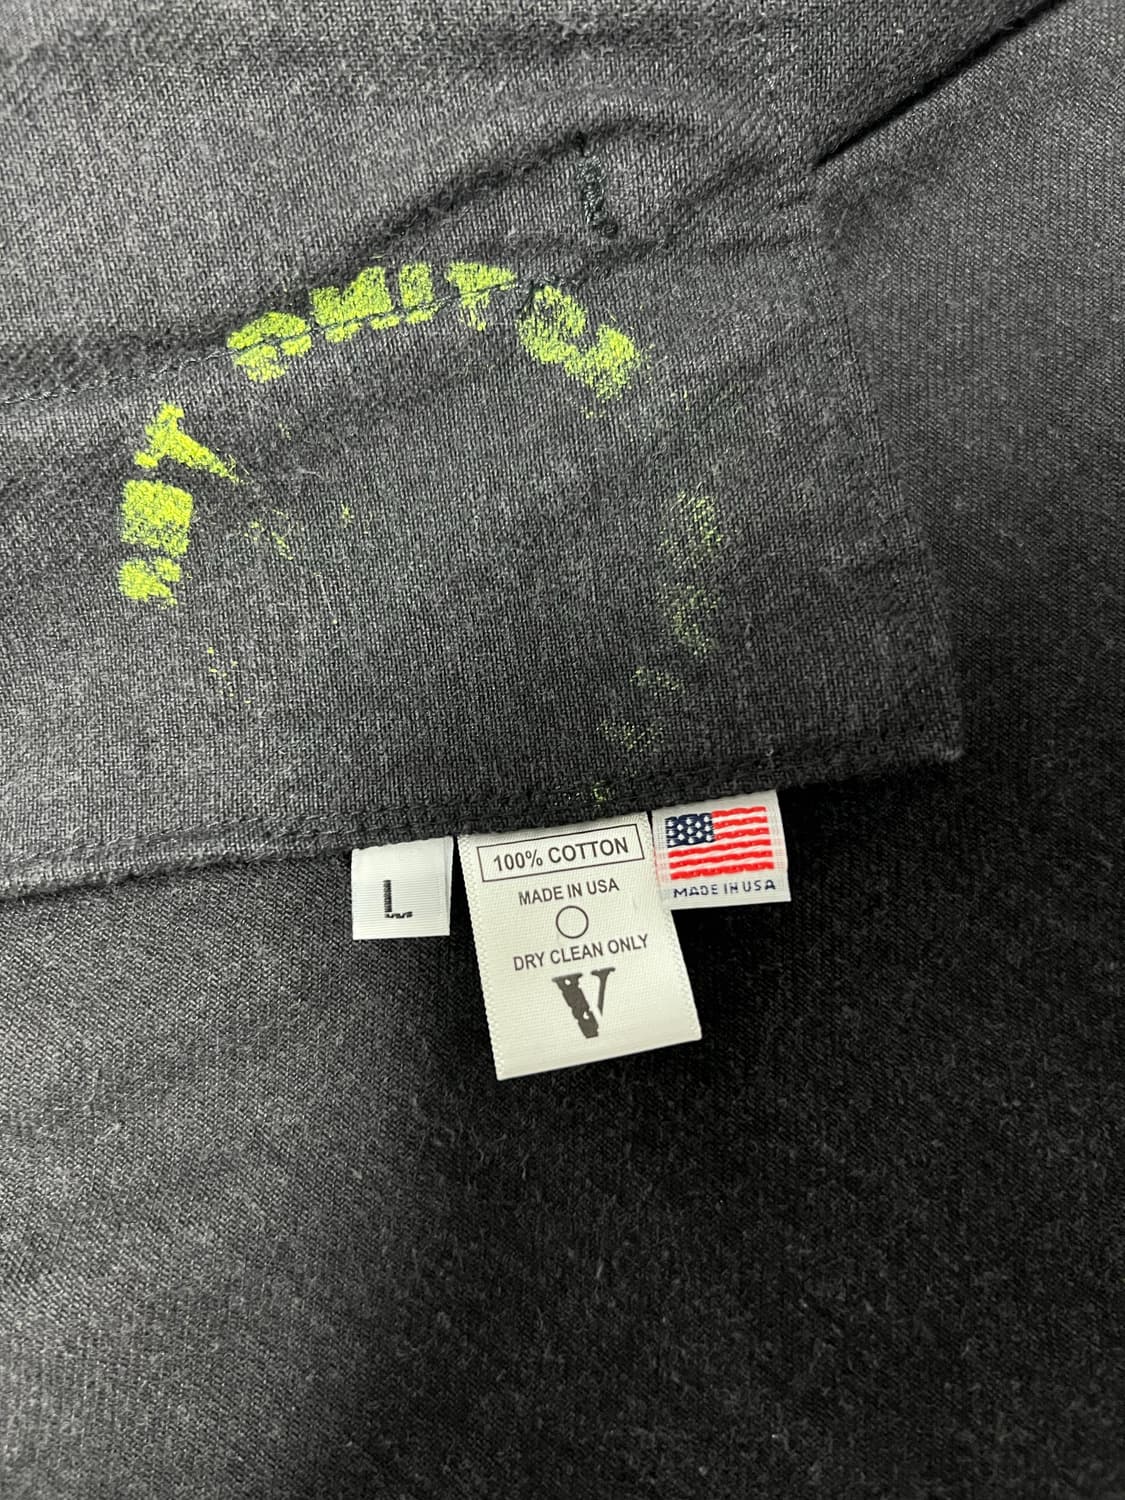 L
100% COTTON
MADE IN USA
DRY CLEAN ONLY
V
MADE IN USA